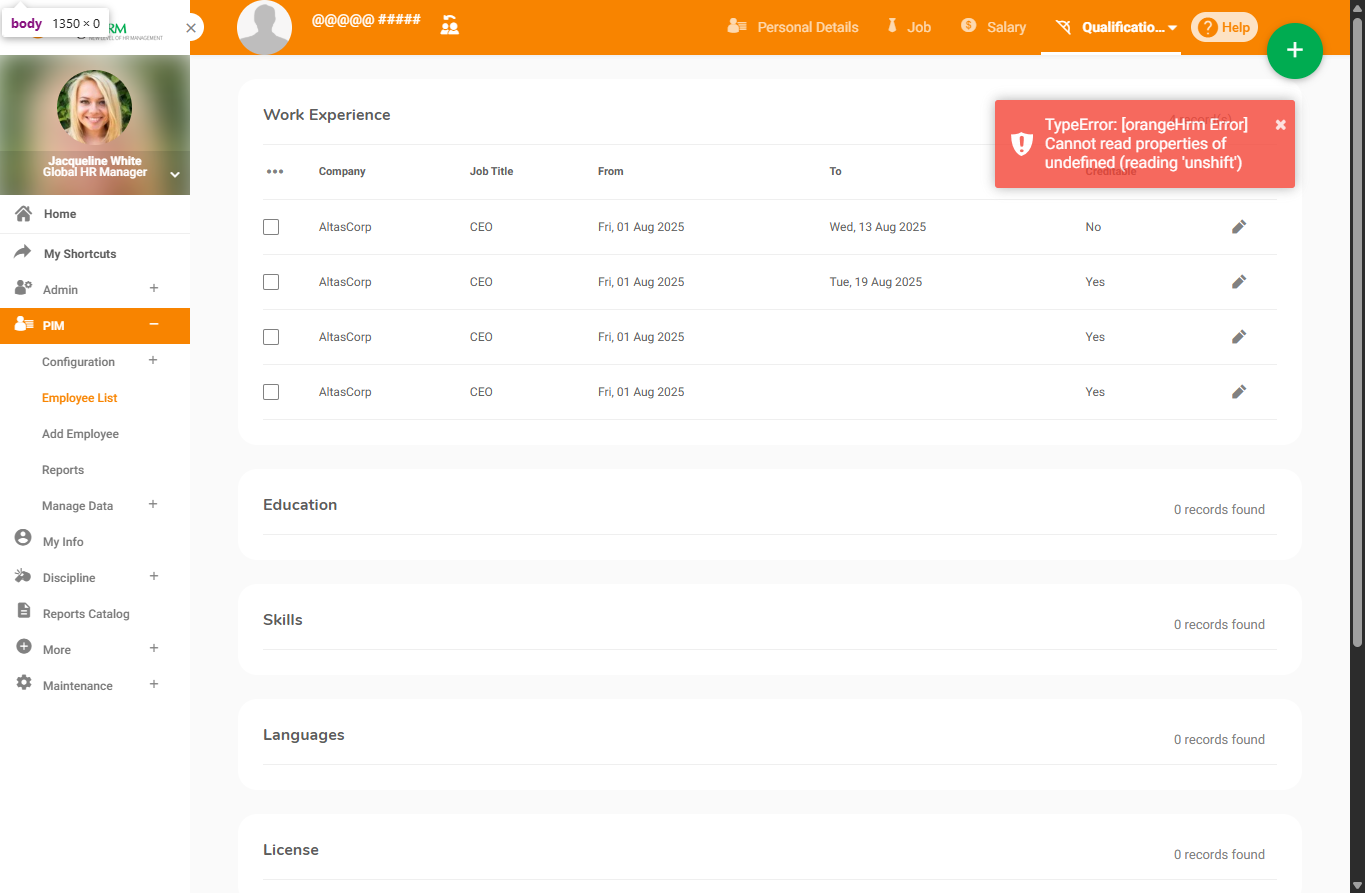 body 1350 × 0
RM
NEW LEVEL OF HR MANAGEMENT
@@@@@ #####
Personal Details
Job
Salary
Qualificatio...
Help
Jacqueline White
Global HR Manager
Home
My Shortcuts
Admin
PIM
Configuration
Employee List
Add Employee
Reports
Manage Data
My Info
Discipline
Reports Catalog
More
Maintenance
Work Experience
TypeError: [orangeHrm Error]
Cannot read properties of
undefined (reading 'unshift')
Company Job Title From To Creditable
AltasCorp CEO Fri, 01 Aug 2025 Wed, 13 Aug 2025 No
AltasCorp CEO Fri, 01 Aug 2025 Tue, 19 Aug 2025 Yes
AltasCorp CEO Fri, 01 Aug 2025 Yes
AltasCorp CEO Fri, 01 Aug 2025 Yes
Education
0 records found
Skills
0 records found
Languages
0 records found
License
0 records found